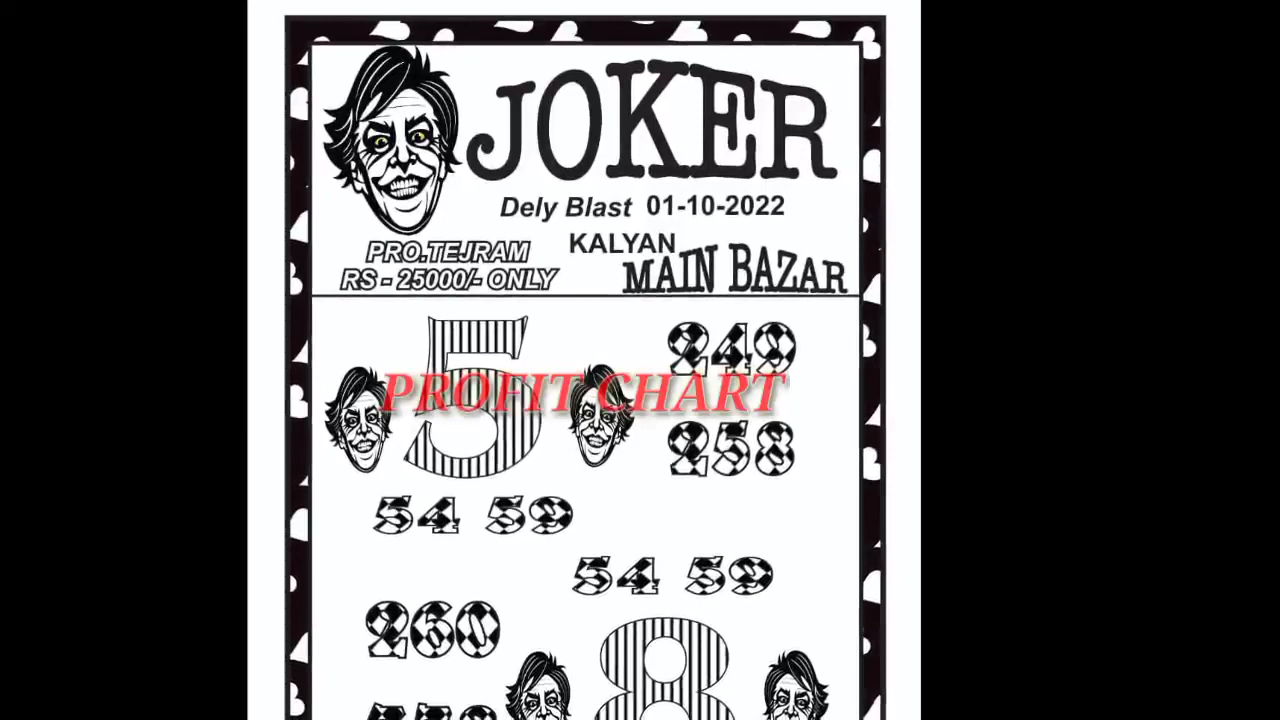 JOKER
Dely Blast 01-10-2022
PRO.TEJRAM
RS - 25000/- ONLY
KALYAN
MAIN BAZAR
5
249
PROFIT CHART
258
54 59
54 59
260
8